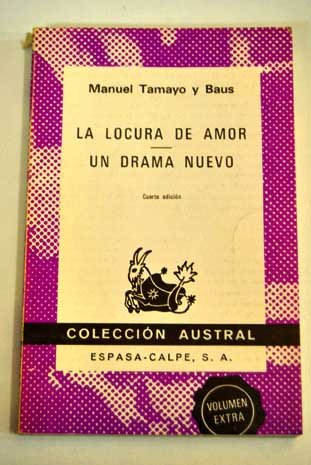 Manuel Tamayo y Baus
LA LOCURA DE AMOR
UN DRAMA NUEVO
Cuarta edición
COLECCIÓN AUSTRAL
ESPASA-CALPE, S. A.
VOLUMEN
EXTRA